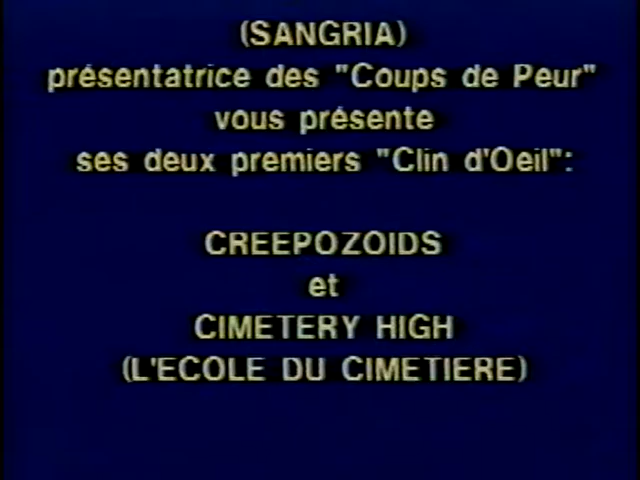 (SANGRIA)
présentatrice des "Coups de Peur"
vous présente
ses deux premiers "Clin d'Oeil":
CREEPOZOIDS
et
CIMETERY HIGH
(L'ECOLE DU CIMETIERE)